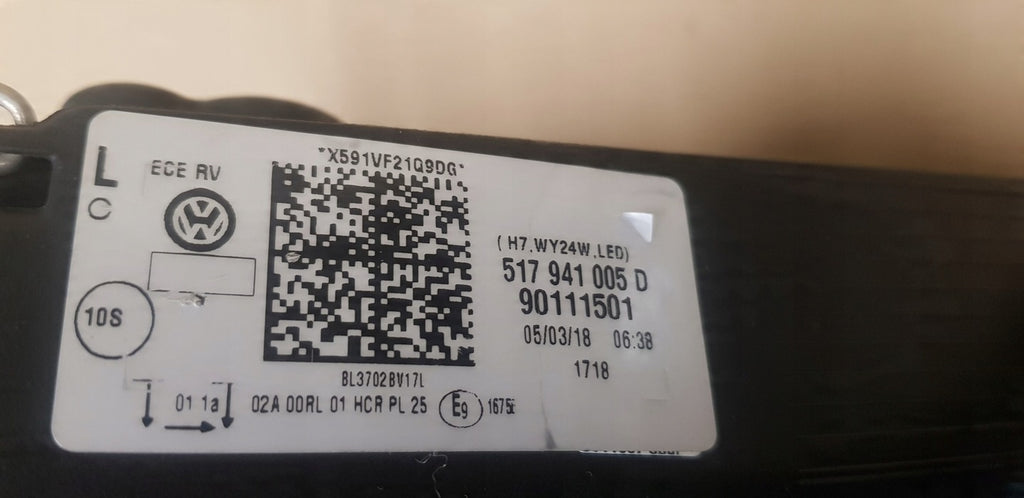 L
C
ECE RV
*X591VF21Q9DG*
(H7,WY24W,LED)
517 941 005 D
90111501
05/03/18 06:38
1718
10S
BL3702BV17L
01 1a
02A 00RL 01 HCR PL 25 E9